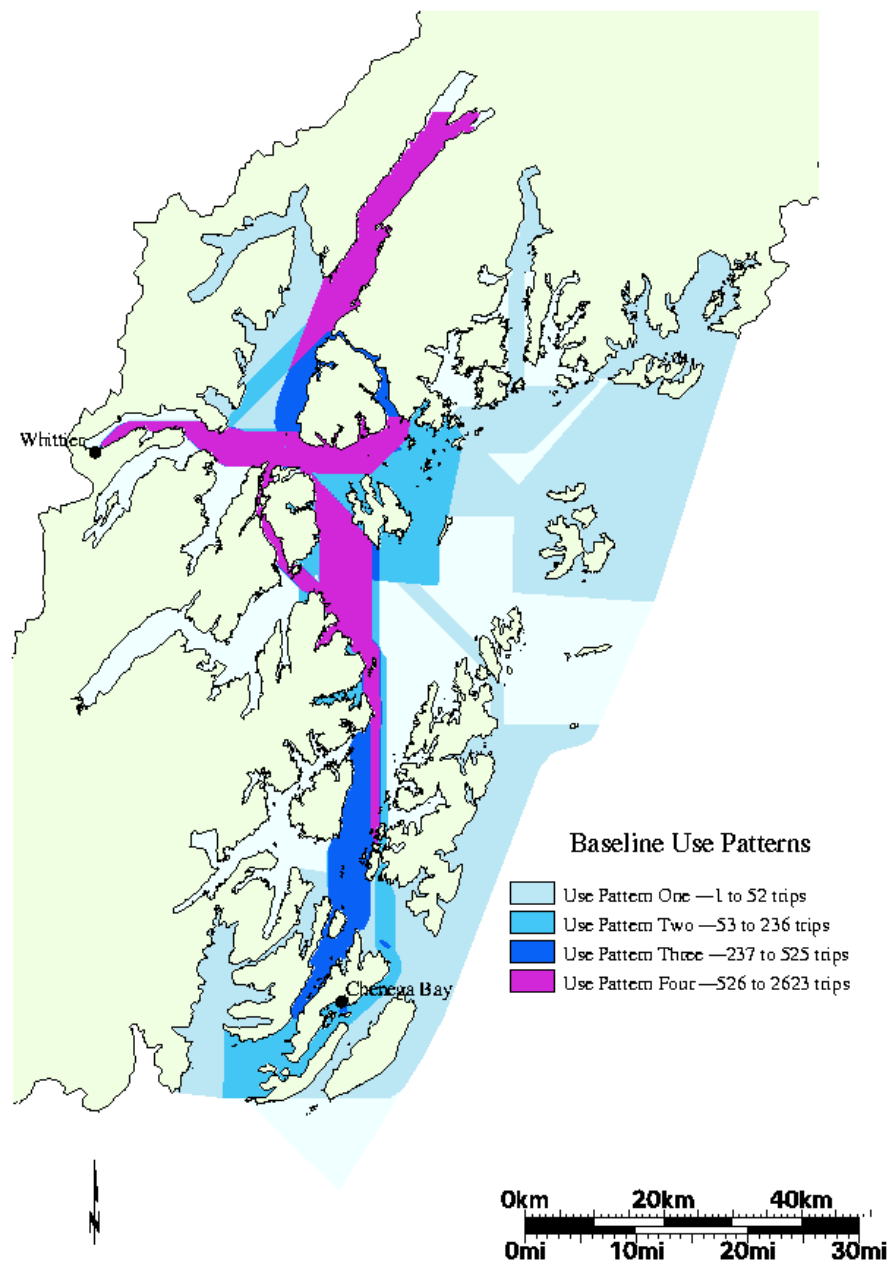 Whittier
Baseline Use Patterns
Use Pattern One —1 to 52 trips
Use Pattern Two —53 to 236 trips
Use Pattern Three —237 to 525 trips
Use Pattern Four —526 to 2623 trips
Chenega Bay
N
0km 20km 40km
0mi 10mi 20mi 30mi